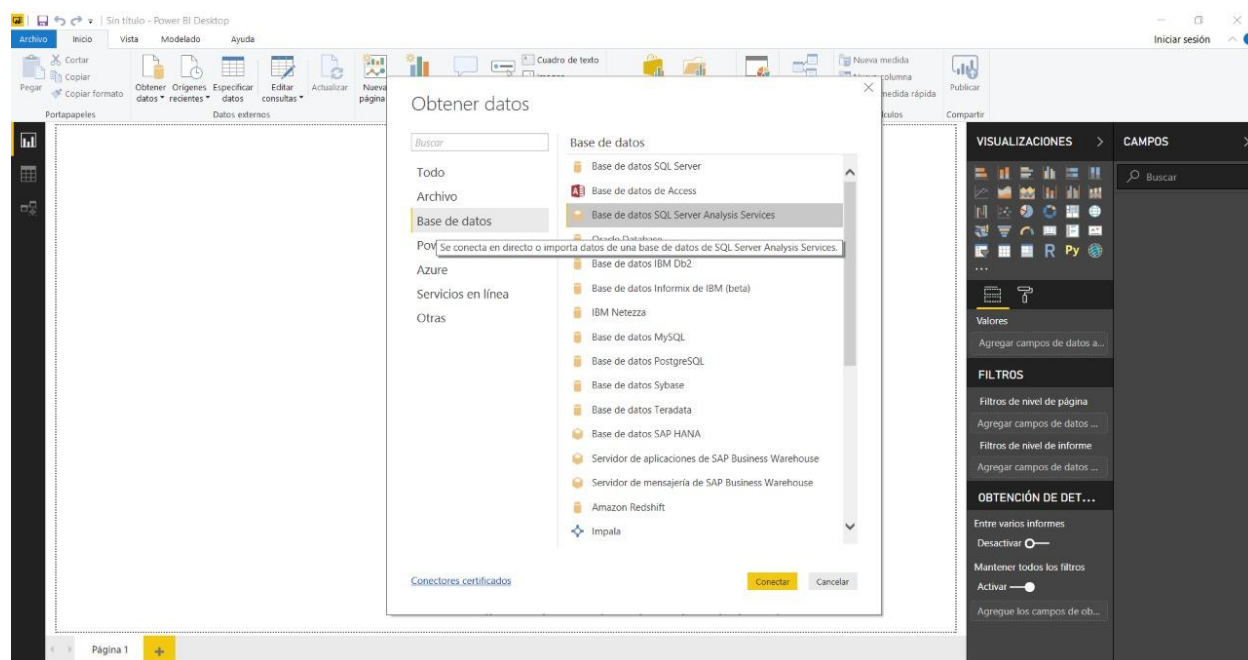 Sin título - Power BI Desktop
Archivo Inicio Vista Modelado Ayuda
Iniciar sesión
Pegar
Cortar
Copiar
Copiar formato
Portapapeles
Obtener datos
Orígenes recientes
Especificar datos
Editar consultas
Actualizar
Datos externos
Nueva página
Cuadro de texto
Nueva medida
columna
medida rápida
Publicar
Compartir
Obtener datos
Buscar
Todo
Archivo
Base de datos
Azure
Servicios en línea
Otras
Base de datos
Base de datos SQL Server
Base de datos de Access
Base de datos SQL Server Analysis Services
Se conecta en directo o importa datos de una base de datos de SQL Server Analysis Services.
Base de datos IBM Db2
Base de datos Informix de IBM (beta)
IBM Netezza
Base de datos MySQL
Base de datos PostgreSQL
Base de datos Sybase
Base de datos Teradata
Base de datos SAP HANA
Servidor de aplicaciones de SAP Business Warehouse
Servidor de mensajería de SAP Business Warehouse
Amazon Redshift
Impala
Conectores certificados
Conectar Cancelar
VISUALIZACIONES
R Py
...
Valores
Agregar campos de datos a...
FILTROS
Filtros de nivel de página
Agregar campos de datos ...
Filtros de nivel de informe
Agregar campos de datos ...
OBTENCIÓN DE DET...
Entre varios informes
Desactivar
Mantener todos los filtros
Activar
Agregue los campos de ob...
CAMPOS
Buscar
Página 1